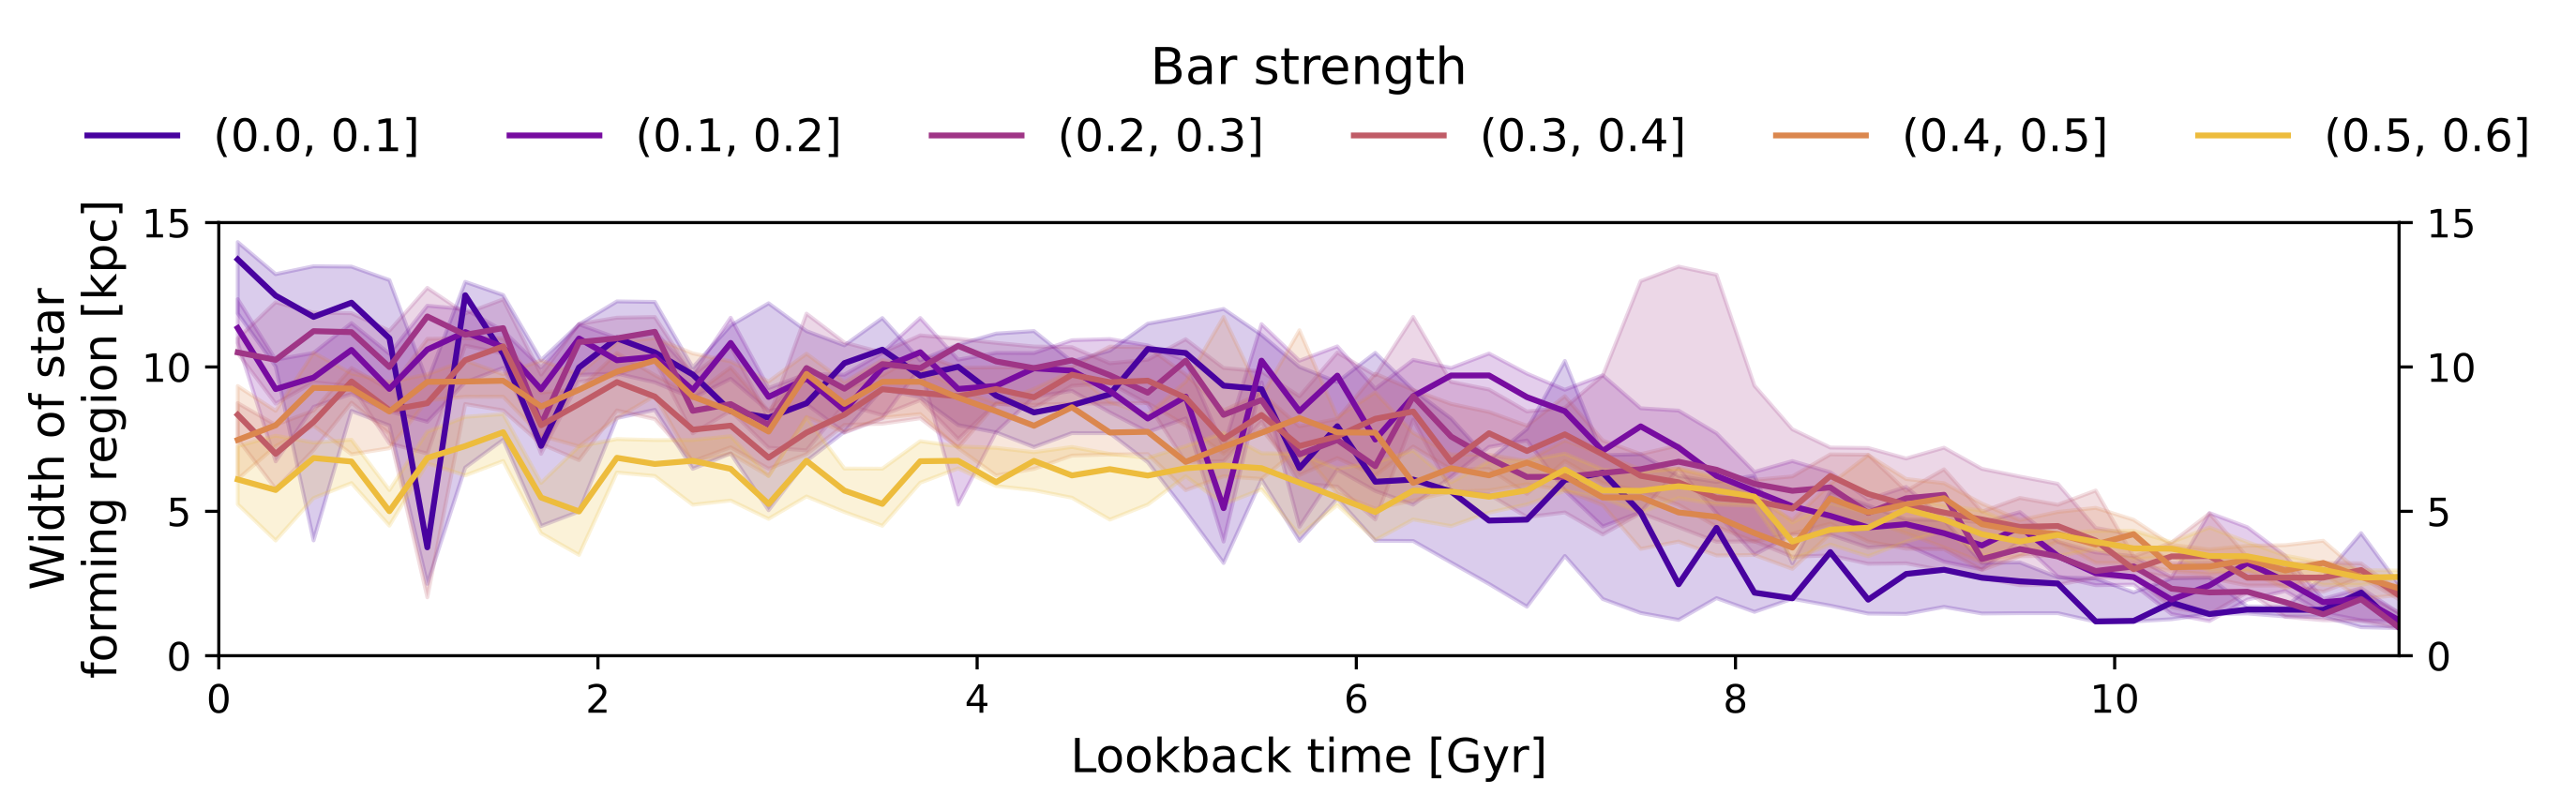 Bar strength
(0.0, 0.1] (0.1, 0.2] (0.2, 0.3] (0.3, 0.4] (0.4, 0.5] (0.5, 0.6]
Width of star
forming region [kpc]
15
10
5
0
15
10
5
0
0 2 4 6 8 10
Lookback time [Gyr]